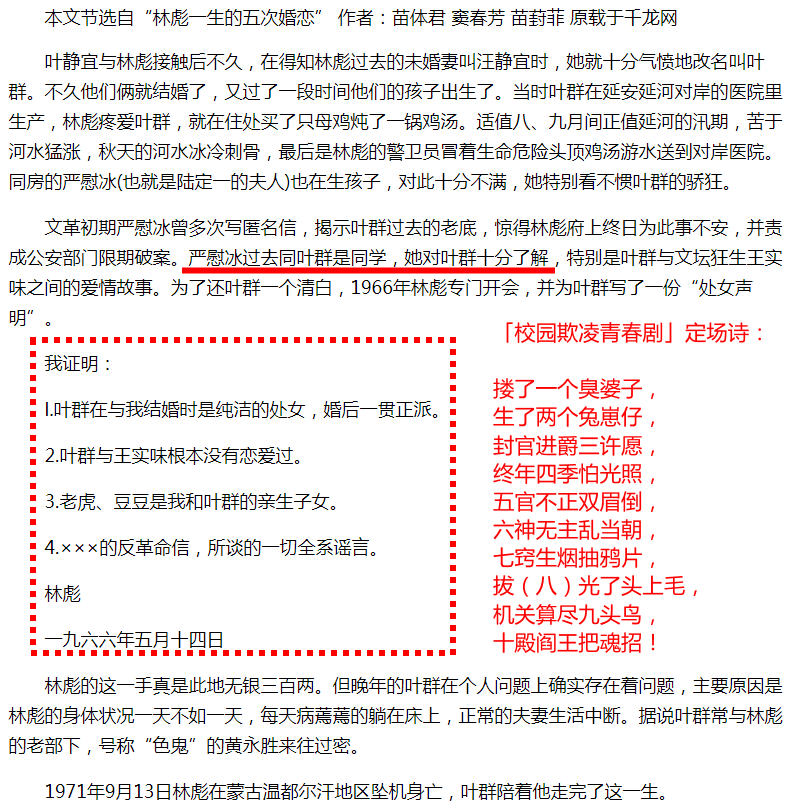 本文节选自“林彪一生的五次婚恋” 作者：苗体君 窦春芳 苗葑菲 原载于千龙网
叶静宜与林彪接触后不久，在得知林彪过去的未婚妻叫汪静宜时，她就十分气愤地改名叫叶
群。不久他们俩就结婚了，又过了一段时间他们的孩子出生了。当时叶群在延安延河对岸的医院里
生产，林彪疼爱叶群，就在住处买了只母鸡炖了一锅鸡汤。适值八、九月间正值延河的汛期，苦于
河水猛涨，秋天的河水冰冷刺骨，最后是林彪的警卫员冒着生命危险头顶鸡汤游水送到对岸医院。
同房的严慰冰(也就是陆定一的夫人)也在生孩子，对此十分不满，她特别看不惯叶群的骄狂。
文革初期严慰冰曾多次写匿名信，揭示叶群过去的老底，惊得林彪府上终日为此事不安，并责
成公安部门限期破案。严慰冰过去同叶群是同学，她对叶群十分了解，特别是叶群与文坛狂生王实
味之间的爱情故事。为了还叶群一个清白，1966年林彪专门开会，并为叶群写了一份“处女声
明”。
我证明：
l.叶群在与我结婚时是纯洁的处女，婚后一贯正派。
2.叶群与王实味根本没有恋爱过。
3.老虎、豆豆是我和叶群的亲生子女。
4.×××的反革命信，所谈的一切全系谣言。
林彪
一九六六年五月十四日
「校园欺凌青春剧」定场诗：
搂了一个臭婆子，
生了两个兔崽仔，
封官进爵三许愿，
终年四季怕光照，
五官不正双眉倒，
六神无主乱当朝，
七窍生烟抽鸦片，
拔（八）光了头上毛，
机关算尽九头鸟，
十殿阎王把魂招！
林彪的这一手真是此地无银三百两。但晚年的叶群在个人问题上确实存在着问题，主要原因是
林彪的身体状况一天不如一天，每天病蔫蔫的躺在床上，正常的夫妻生活中断。据说叶群常与林彪
的老部下，号称“色鬼”的黄永胜来往过密。
1971年9月13日林彪在蒙古温都尔汗地区坠机身亡，叶群陪着他走完了这一生。